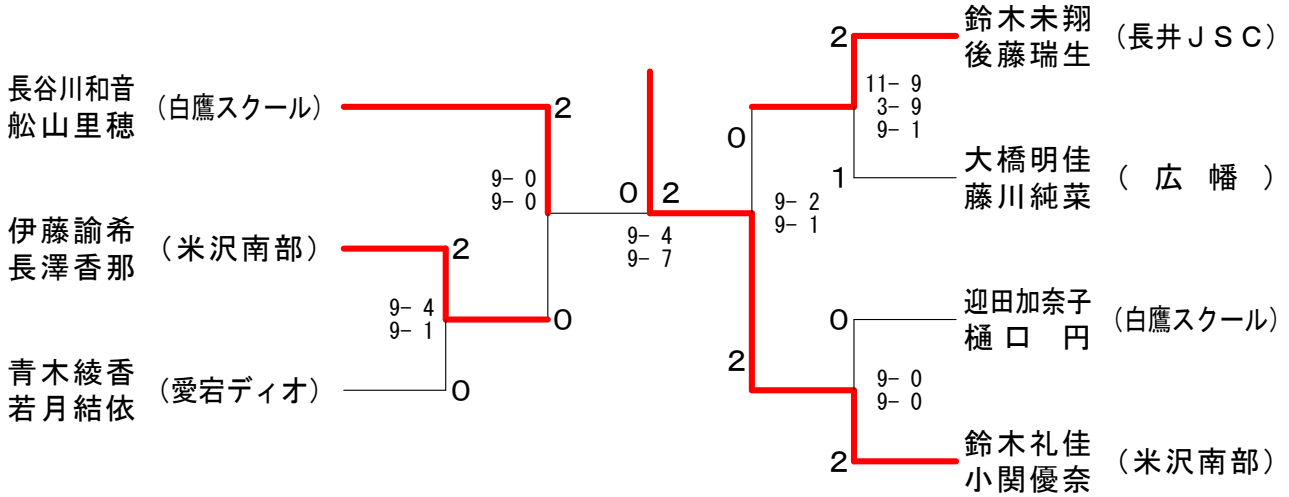 長谷川和音
舩山里穂
(白鷹スクール)
2
伊藤諭希
長澤香那
(米沢南部)
2
青木綾香
若月結依
(愛宕ディオ)
0
9- 4
9- 1
0
9- 0
9- 0
0
2
9- 4
9- 7
鈴木未翔
後藤瑞生
(長井JSC)
2
11- 9
3- 9
9- 1
大橋明佳
藤川純菜
(広幡)
1
0
9- 2
9- 1
迎田加奈子
樋口 円
(白鷹スクール)
0
9- 0
9- 0
2
鈴木礼佳
小関優奈
(米沢南部)
2